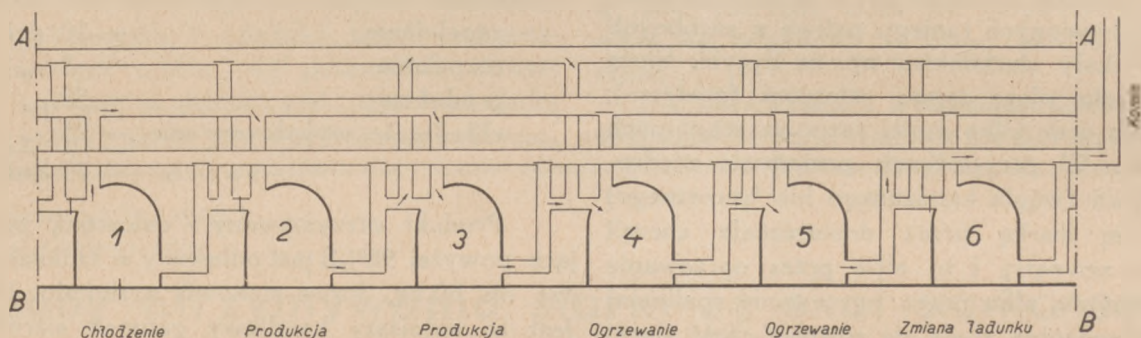 A A
Komin
1 2 3 4 5 6
B B
Chłodzenie Produkcja Produkcja Ogrzewanie Ogrzewanie Zmiana ładunku